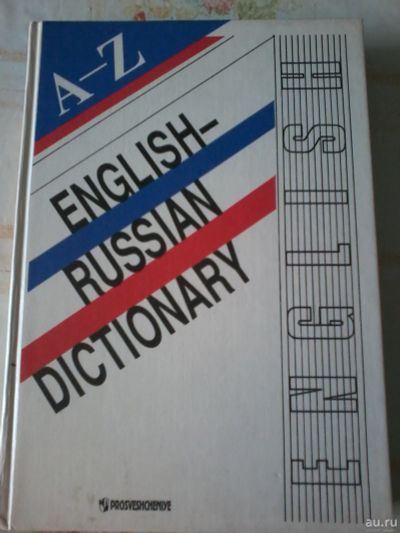 A–Z
ENGLISH–
RUSSIAN
DICTIONARY
ENGLISH
PROSVESHCHENIYE
au.ru